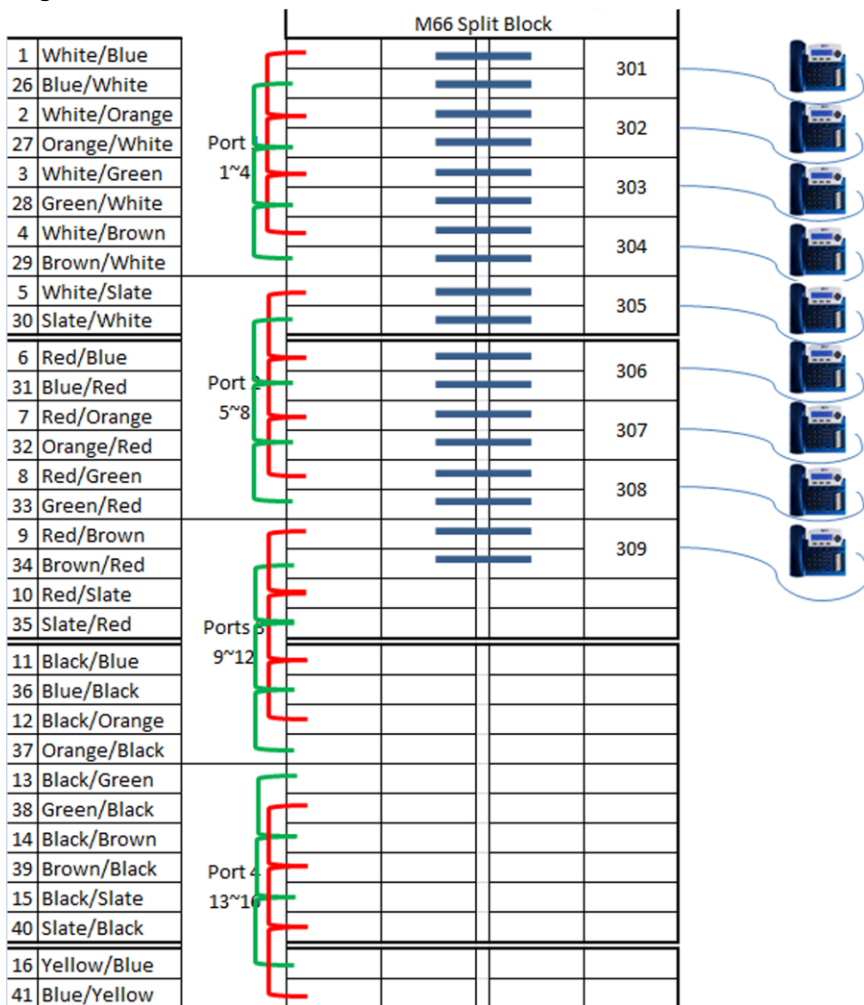 M66 Split Block
1 White/Blue
301
26 Blue/White
2 White/Orange
302
27 Orange/White
Port 1
3 White/Green
1~4
303
28 Green/White
4 White/Brown
304
29 Brown/White
5 White/Slate
305
30 Slate/White
6 Red/Blue
306
31 Blue/Red
Port 2
7 Red/Orange
5~8
307
32 Orange/Red
8 Red/Green
308
33 Green/Red
9 Red/Brown
309
34 Brown/Red
10 Red/Slate
35 Slate/Red
Ports 3
11 Black/Blue
9~12
36 Blue/Black
12 Black/Orange
37 Orange/Black
13 Black/Green
38 Green/Black
14 Black/Brown
39 Brown/Black
Port 4
15 Black/Slate
13~16
40 Slate/Black
16 Yellow/Blue
41 Blue/Yellow